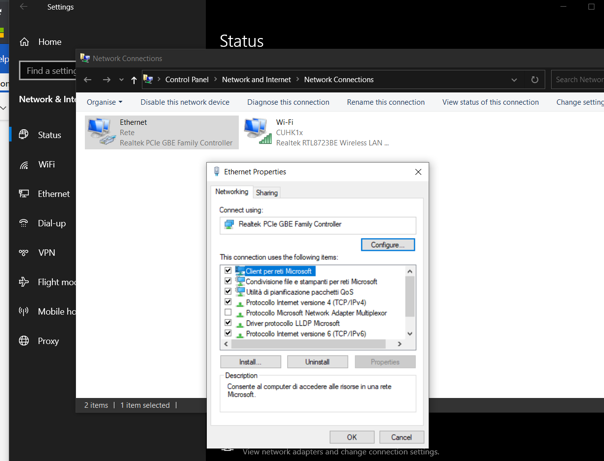 Settings
Home
Find a setting
Network & Inte
Status
WiFi
Ethernet
Dial-up
VPN
Flight mod
Mobile ho
Proxy
Status
Network Connections
Control Panel > Network and Internet > Network Connections
Search Networ
Organise
Disable this network device
Diagnose this connection
Rename this connection
View status of this connection
Change setting
Ethernet
Rete
Realtek PCIe GBE Family Controller
Wi-Fi
CUHK1x
Realtek RTL8723BE Wireless LAN ...
Ethernet Properties
Networking
Sharing
Connect using:
Realtek PCIe GBE Family Controller
Configure...
This connection uses the following items:
Client per reti Microsoft
Condivisione file e stampanti per reti Microsoft
Utilità di pianificazione pacchetti QoS
Protocollo Internet versione 4 (TCP/IPv4)
Protocollo Microsoft Network Adapter Multiplexor
Driver protocollo LLDP Microsoft
Protocollo Internet versione 6 (TCP/IPv6)
Install...
Uninstall
Properties
Description
Consente al computer di accedere alle risorse in una rete
Microsoft.
OK
Cancel
2 items
1 item selected
View network adapters and change connection settings.